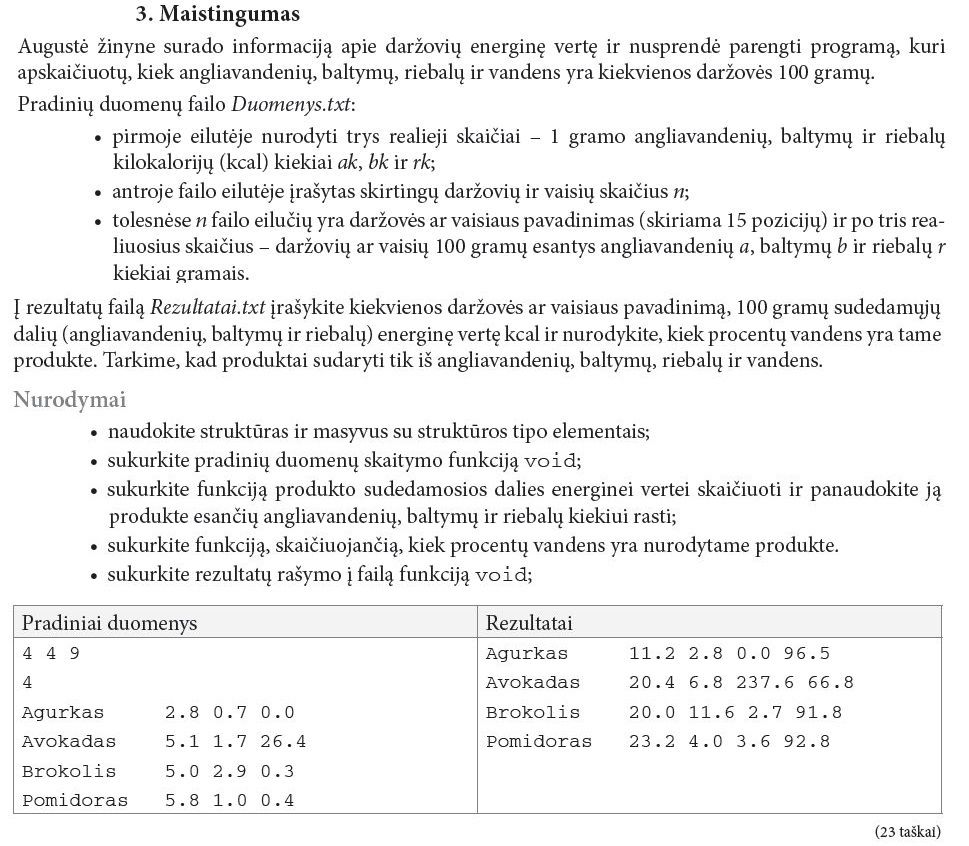 3. Maistingumas
Augustė žinyne surado informaciją apie daržovių energinę vertę ir nusprendė parengti programą, kuri
apskaičiuotų, kiek angliavandenių, baltymų, riebalų ir vandens yra kiekvienos daržovės 100 gramų.
Pradinių duomenų failo Duomenys.txt:
• pirmoje eilutėje nurodyti trys realieji skaičiai – 1 gramo angliavandenių, baltymų ir riebalų
kilokalorijų (kcal) kiekiai ak, bk ir rk;
• antroje failo eilutėje įrašytas skirtingų daržovių ir vaisių skaičius n;
• tolesnėse n failo eilučių yra daržovės ar vaisiaus pavadinimas (skiriama 15 pozicijų) ir po tris rea-
liuosius skaičius – daržovių ar vaisių 100 gramų esantys angliavandenių a, baltymų b ir riebalų r
kiekiai gramais.
Į rezultatų failą Rezultatai.txt įrašykite kiekvienos daržovės ar vaisiaus pavadinimą, 100 gramų sudedamųjų
dalių (angliavandenių, baltymų ir riebalų) energinę vertę kcal ir nurodykite, kiek procentų vandens yra tame
produkte. Tarkime, kad produktai sudaryti tik iš angliavandenių, baltymų, riebalų ir vandens.
Nurodymai
• naudokite struktūras ir masyvus su struktūros tipo elementais;
• sukurkite pradinių duomenų skaitymo funkciją void;
• sukurkite funkciją produkto sudedamosios dalies energinei vertei skaičiuoti ir panaudokite ją
produkte esančių angliavandenių, baltymų ir riebalų kiekiui rasti;
• sukurkite funkciją, skaičiuojančią, kiek procentų vandens yra nurodytame produkte.
• sukurkite rezultatų rašymo į failą funkciją void;
Pradiniai duomenys
4 4 9
4
Agurkas 2.8 0.7 0.0
Avokadas 5.1 1.7 26.4
Brokolis 5.0 2.9 0.3
Pomidoras 5.8 1.0 0.4
Rezultatai
Agurkas 11.2 2.8 0.0 96.5
Avokadas 20.4 6.8 237.6 66.8
Brokolis 20.0 11.6 2.7 91.8
Pomidoras 23.2 4.0 3.6 92.8
(23 taškai)